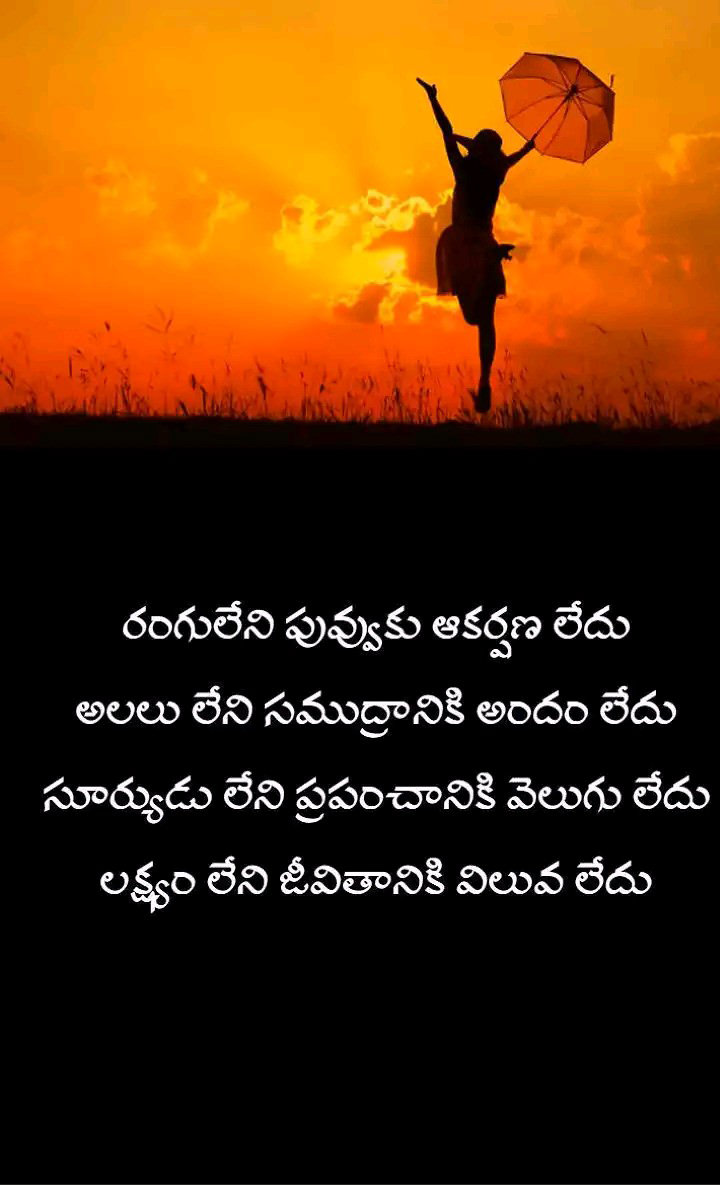 రంగులేని పువ్వుకు ఆకర్షణ లేదు
అలలు లేని సముద్రానికి అందం లేదు
సూర్యుడు లేని ప్రపంచానికి వెలుగు లేదు
లక్ష్యం లేని జీవితానికి విలువ లేదు